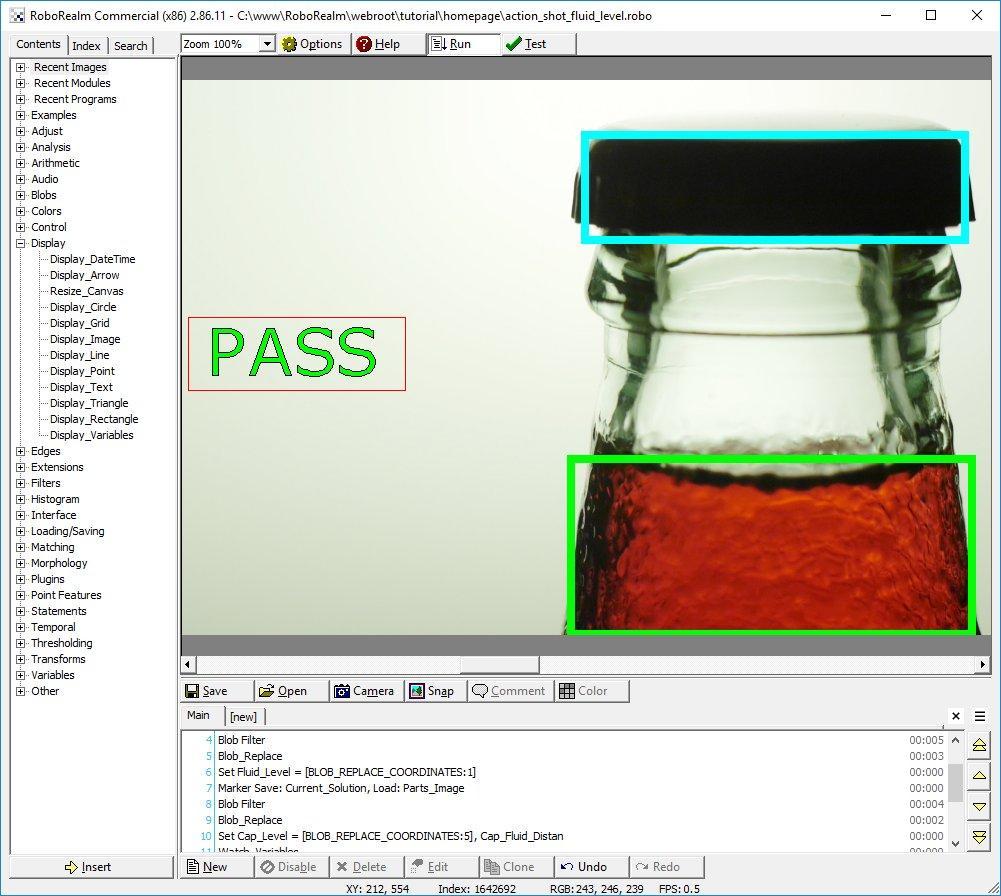 RoboRealm Commercial (x86) 2.86.11 - C:\www\RoboRealm\webroot\tutorial\homepage\action_shot_fluid_level.robo
Contents Index Search Zoom 100% Options Help Run Test
Recent Images
Recent Modules
Recent Programs
Examples
Adjust
Analysis
Arithmetic
Audio
Blobs
Colors
Control
Display
Display_DateTime
Display_Arrow
Resize_Canvas
Display_Circle
Display_Grid
Display_Image
Display_Line
Display_Point
Display_Text
Display_Triangle
Display_Rectangle
Display_Variables
Edges
Extensions
Filters
Histogram
Interface
Loading/Saving
Matching
Morphology
Plugins
Point Features
Statements
Temporal
Thresholding
Transforms
Variables
Other
PASS
Save Open Camera Snap Comment Color
Main [new]
4 Blob Filter 00:005
5 Blob_Replace 00:003
6 Set Fluid_Level = [BLOB_REPLACE_COORDINATES:1] 00:000
7 Marker Save: Current_Solution, Load: Parts_Image 00:000
8 Blob Filter 00:004
9 Blob_Replace 00:002
10 Set Cap_Level = [BLOB_REPLACE_COORDINATES:5], Cap_Fluid_Distan 00:000
11 Watch_Variables
Insert New Disable Delete Edit Clone Undo Redo
XY: 212, 554 Index: 1642692 RGB: 243, 246, 239 FPS: 0.5